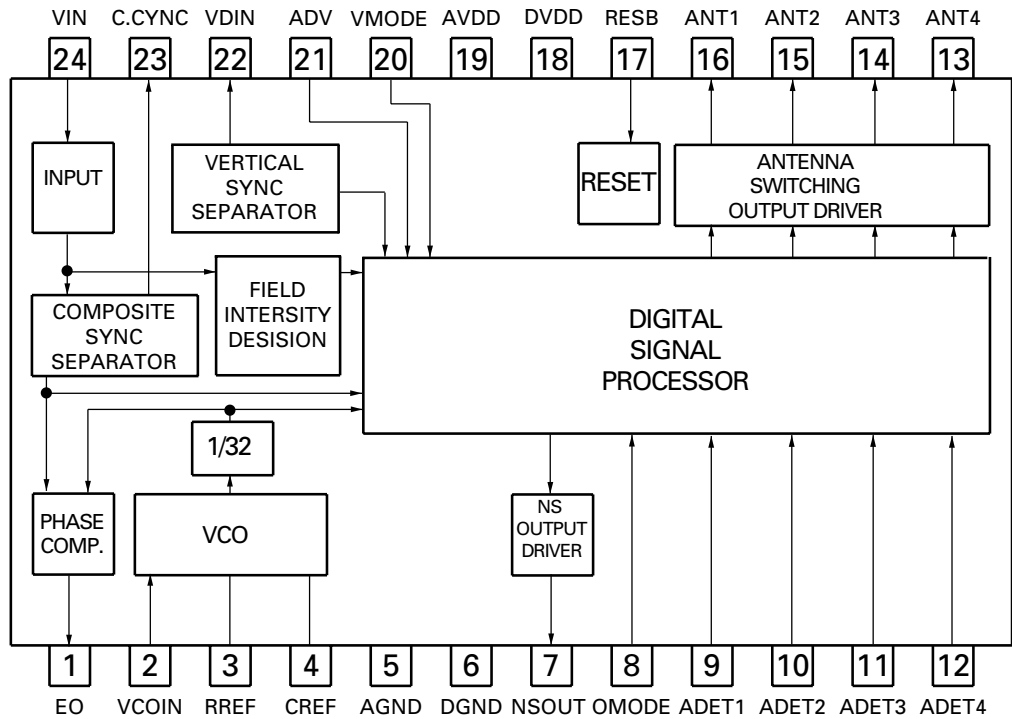 VIN C.CYNC VDIN ADV VMODE AVDD DVDD RESB ANT1 ANT2 ANT3 ANT4
24 23 22 21 20 19 18 17 16 15 14 13
INPUT
VERTICAL
SYNC
SEPARATOR
RESET
ANTENNA
SWITCHING
OUTPUT DRIVER
COMPOSITE
SYNC
SEPARATOR
FIELD
INTERSITY
DESISION
DIGITAL
SIGNAL
PROCESSOR
1/32
PHASE
COMP.
VCO
NS
OUTPUT
DRIVER
1 2 3 4 5 6 7 8 9 10 11 12
EO VCOIN RREF CREF AGND DGND NSOUT OMODE ADET1 ADET2 ADET3 ADET4